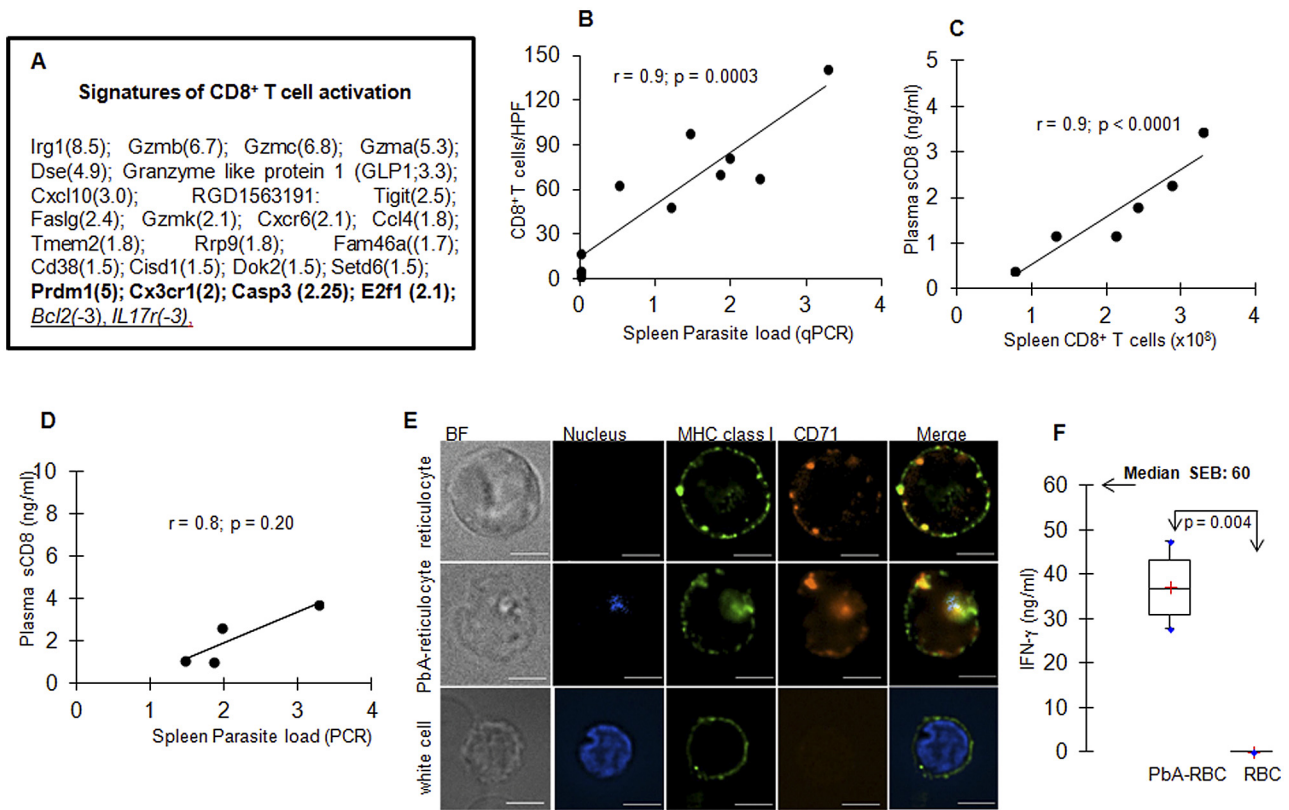 A
Signatures of CD8⁺ T cell activation
Irg1(8.5); Gzmb(6.7); Gzmc(6.8); Gzma(5.3);
Dse(4.9); Granzyme like protein 1 (GLP1;3.3);
Cxcl10(3.0); RGD1563191: Tigit(2.5);
Faslg(2.4); Gzmk(2.1); Cxcr6(2.1); Ccl4(1.8);
Tmem2(1.8); Rrp9(1.8); Fam46a((1.7);
Cd38(1.5); Cisd1(1.5); Dok2(1.5); Setd6(1.5);
Prdm1(5); Cx3cr1(2); Casp3 (2.25); E2f1 (2.1);
Bcl2(-3), IL17r(-3),
B
CD8⁺ T cells/HPF
150
120
90
60
30
0
r = 0.9; p = 0.0003
0 1 2 3 4
Spleen Parasite load (qPCR)
C
Plasma sCD8 (ng/ml)
5
4
3
2
1
0
r = 0.9; p < 0.0001
0 1 2 3 4
Spleen CD8⁺ T cells (x10⁸)
D
Plasma sCD8 (ng/ml)
10
8
6
4
2
0
r = 0.8; p = 0.20
0 1 2 3 4
Spleen Parasite load (PCR)
E
BF Nucleus MHC class I CD71 Merge
reticulocyte
PbA-reticulocyte
white cell
F
Median SEB: 60
p = 0.004
IFN-γ (ng/ml)
60
50
40
30
20
10
0
PbA-RBC RBC